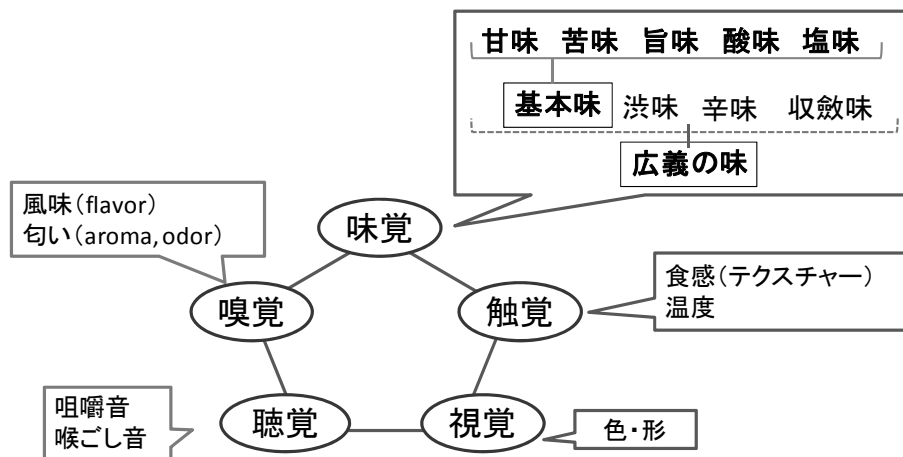 甘味 苦味 旨味 酸味 塩味
基本味 渋味 辛味 収斂味
広義の味
風味(flavor)
匂い(aroma,odor)
味覚
嗅覚
触覚
食感(テクスチャー)
温度
咀嚼音
喉ごし音
聴覚
視覚
色・形